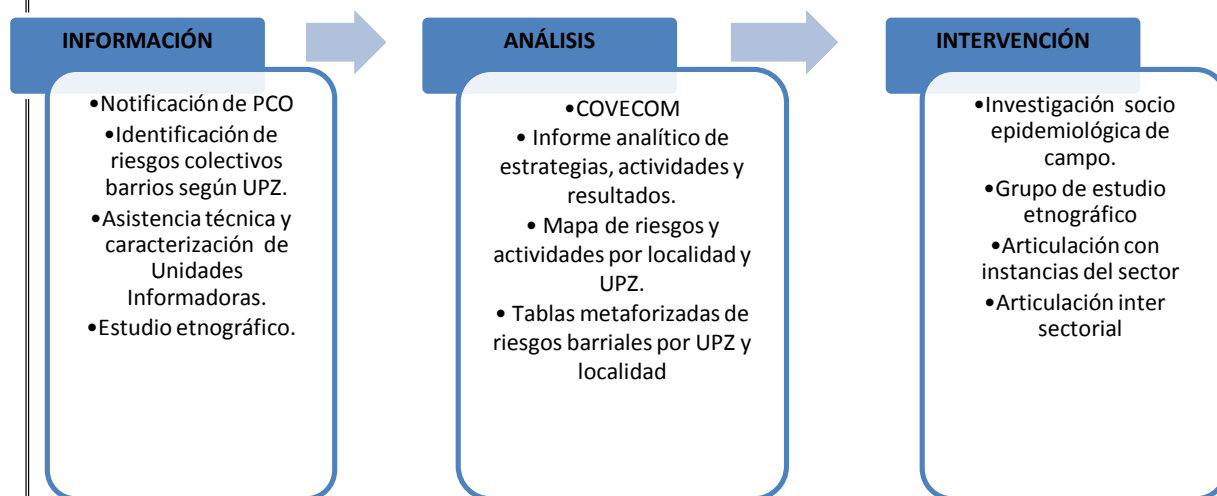 INFORMACIÓN
•Notificación de PCO
•Identificación de
riesgos colectivos
barrios según UPZ.
•Asistencia técnica y
caracterización de
Unidades
Informadoras.
•Estudio etnográfico.
ANÁLISIS
•COVECOM
• Informe analítico de
estrategias, actividades y
resultados.
• Mapa de riesgos y
actividades por localidad y
UPZ.
• Tablas metaforizadas de
riesgos barriales por UPZ y
localidad
INTERVENCIÓN
•Investigación socio
epidemiológica de
campo.
•Grupo de estudio
etnográfico
•Articulación con
instancias del sector
•Articulación inter
sectorial